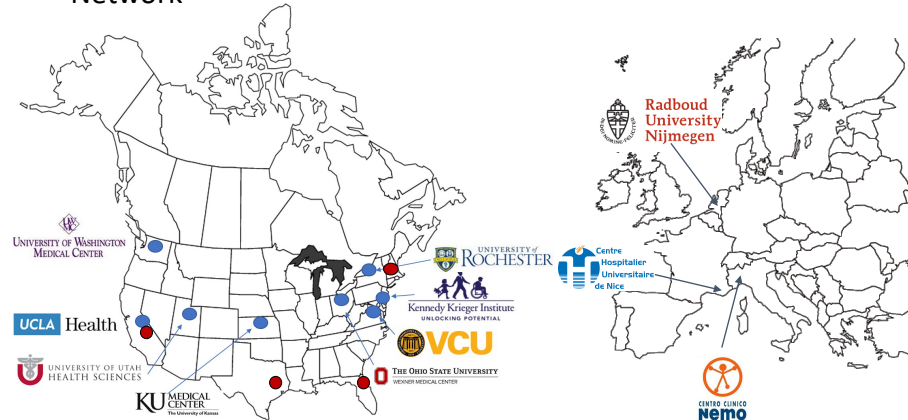 Network
Radboud
University
Nijmegen
UNIVERSITY OF WASHINGTON
MEDICAL CENTER
UNIVERSITY of
ROCHESTER
Centre
Hospitalier
Universitaire
de Nice
Kennedy Krieger Institute
UNLOCKING POTENTIAL
UCLA Health
VCU
UNIVERSITY OF UTAH
HEALTH SCIENCES
THE OHIO STATE UNIVERSITY
WEXNER MEDICAL CENTER
KU MEDICAL
CENTER
The University of Kansas
CENTRO CLINICO
NeMO